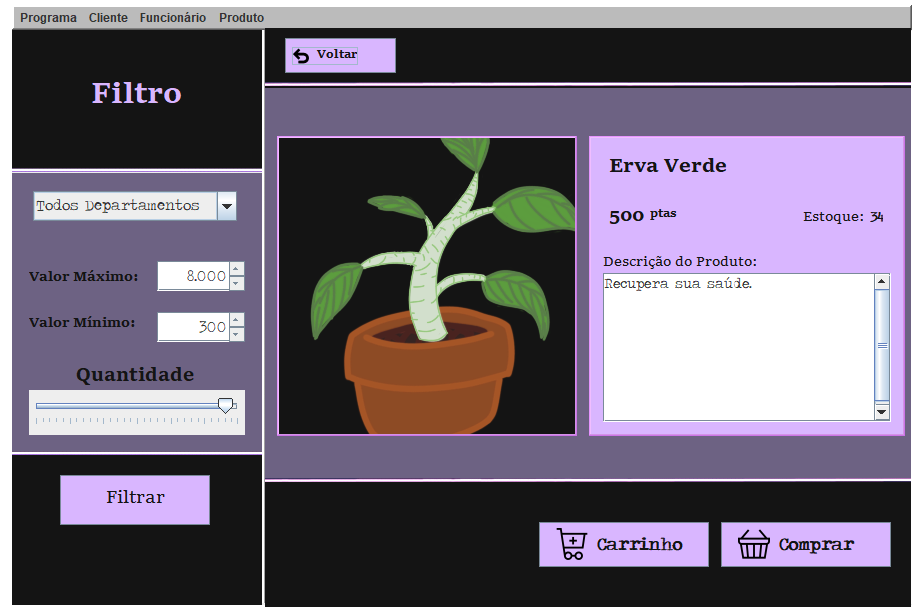 Programa Cliente Funcionário Produto
Filtro
Todos Departamentos
Valor Máximo: 8.000
Valor Mínimo: 300
Quantidade
Filtrar
Voltar
Erva Verde
500 ptas Estoque: 34
Descrição do Produto:
Recupera sua saúde.
Carrinho
Comprar